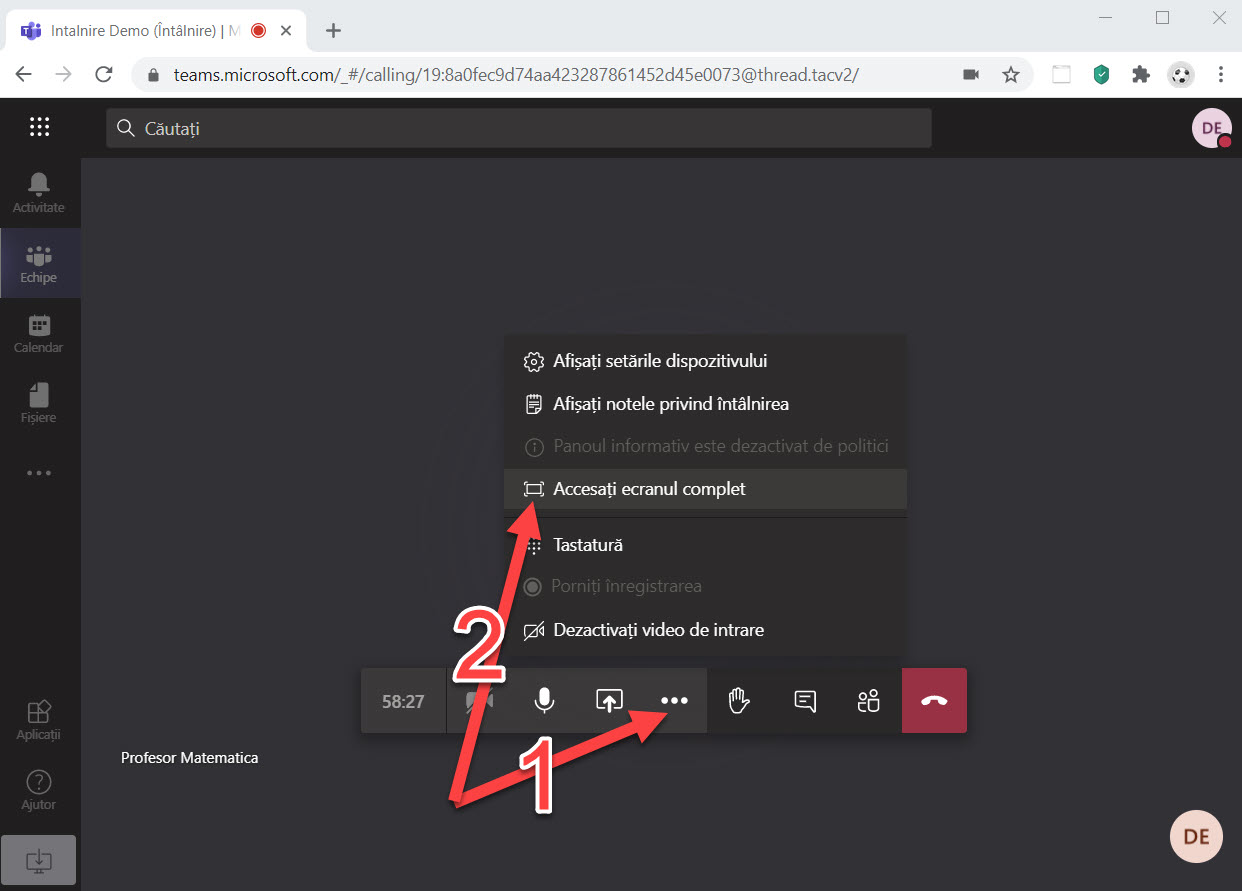 Intalnire Demo (Întâlnire) | M
teams.microsoft.com/_#/calling/19:8a0fec9d74aa423287861452d45e0073@thread.tacv2/
Căutați
DE
Activitate
Echipe
Calendar
Fișiere
Afișați setările dispozitivului
Afișați notele privind întâlnirea
Panoul informativ este dezactivat de politici
Accesați ecranul complet
Tastatură
Porniți înregistrarea
Dezactivați video de intrare
2
58:27
1
Aplicații
Profesor Matematica
Ajutor
DE